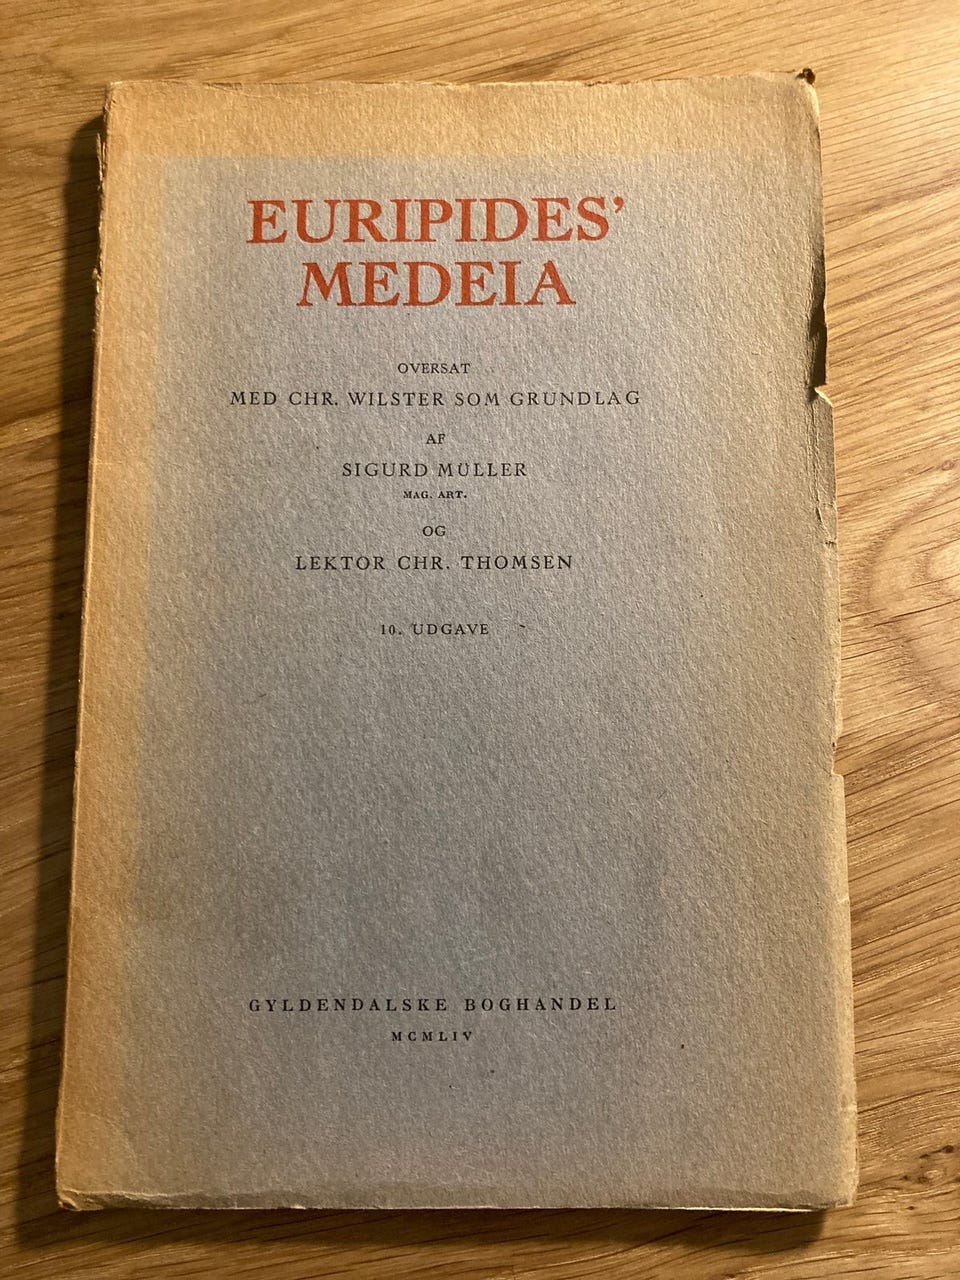 EURIPIDES’
MEDEIA
OVERSAT
MED CHR. WILSTER SOM GRUNDLAG
AF
SIGURD MÜLLER
MAG. ART.
OG
LEKTOR CHR. THOMSEN
10. UDGAVE
GYLDENDALSKE BOGHANDEL
MCMLIV